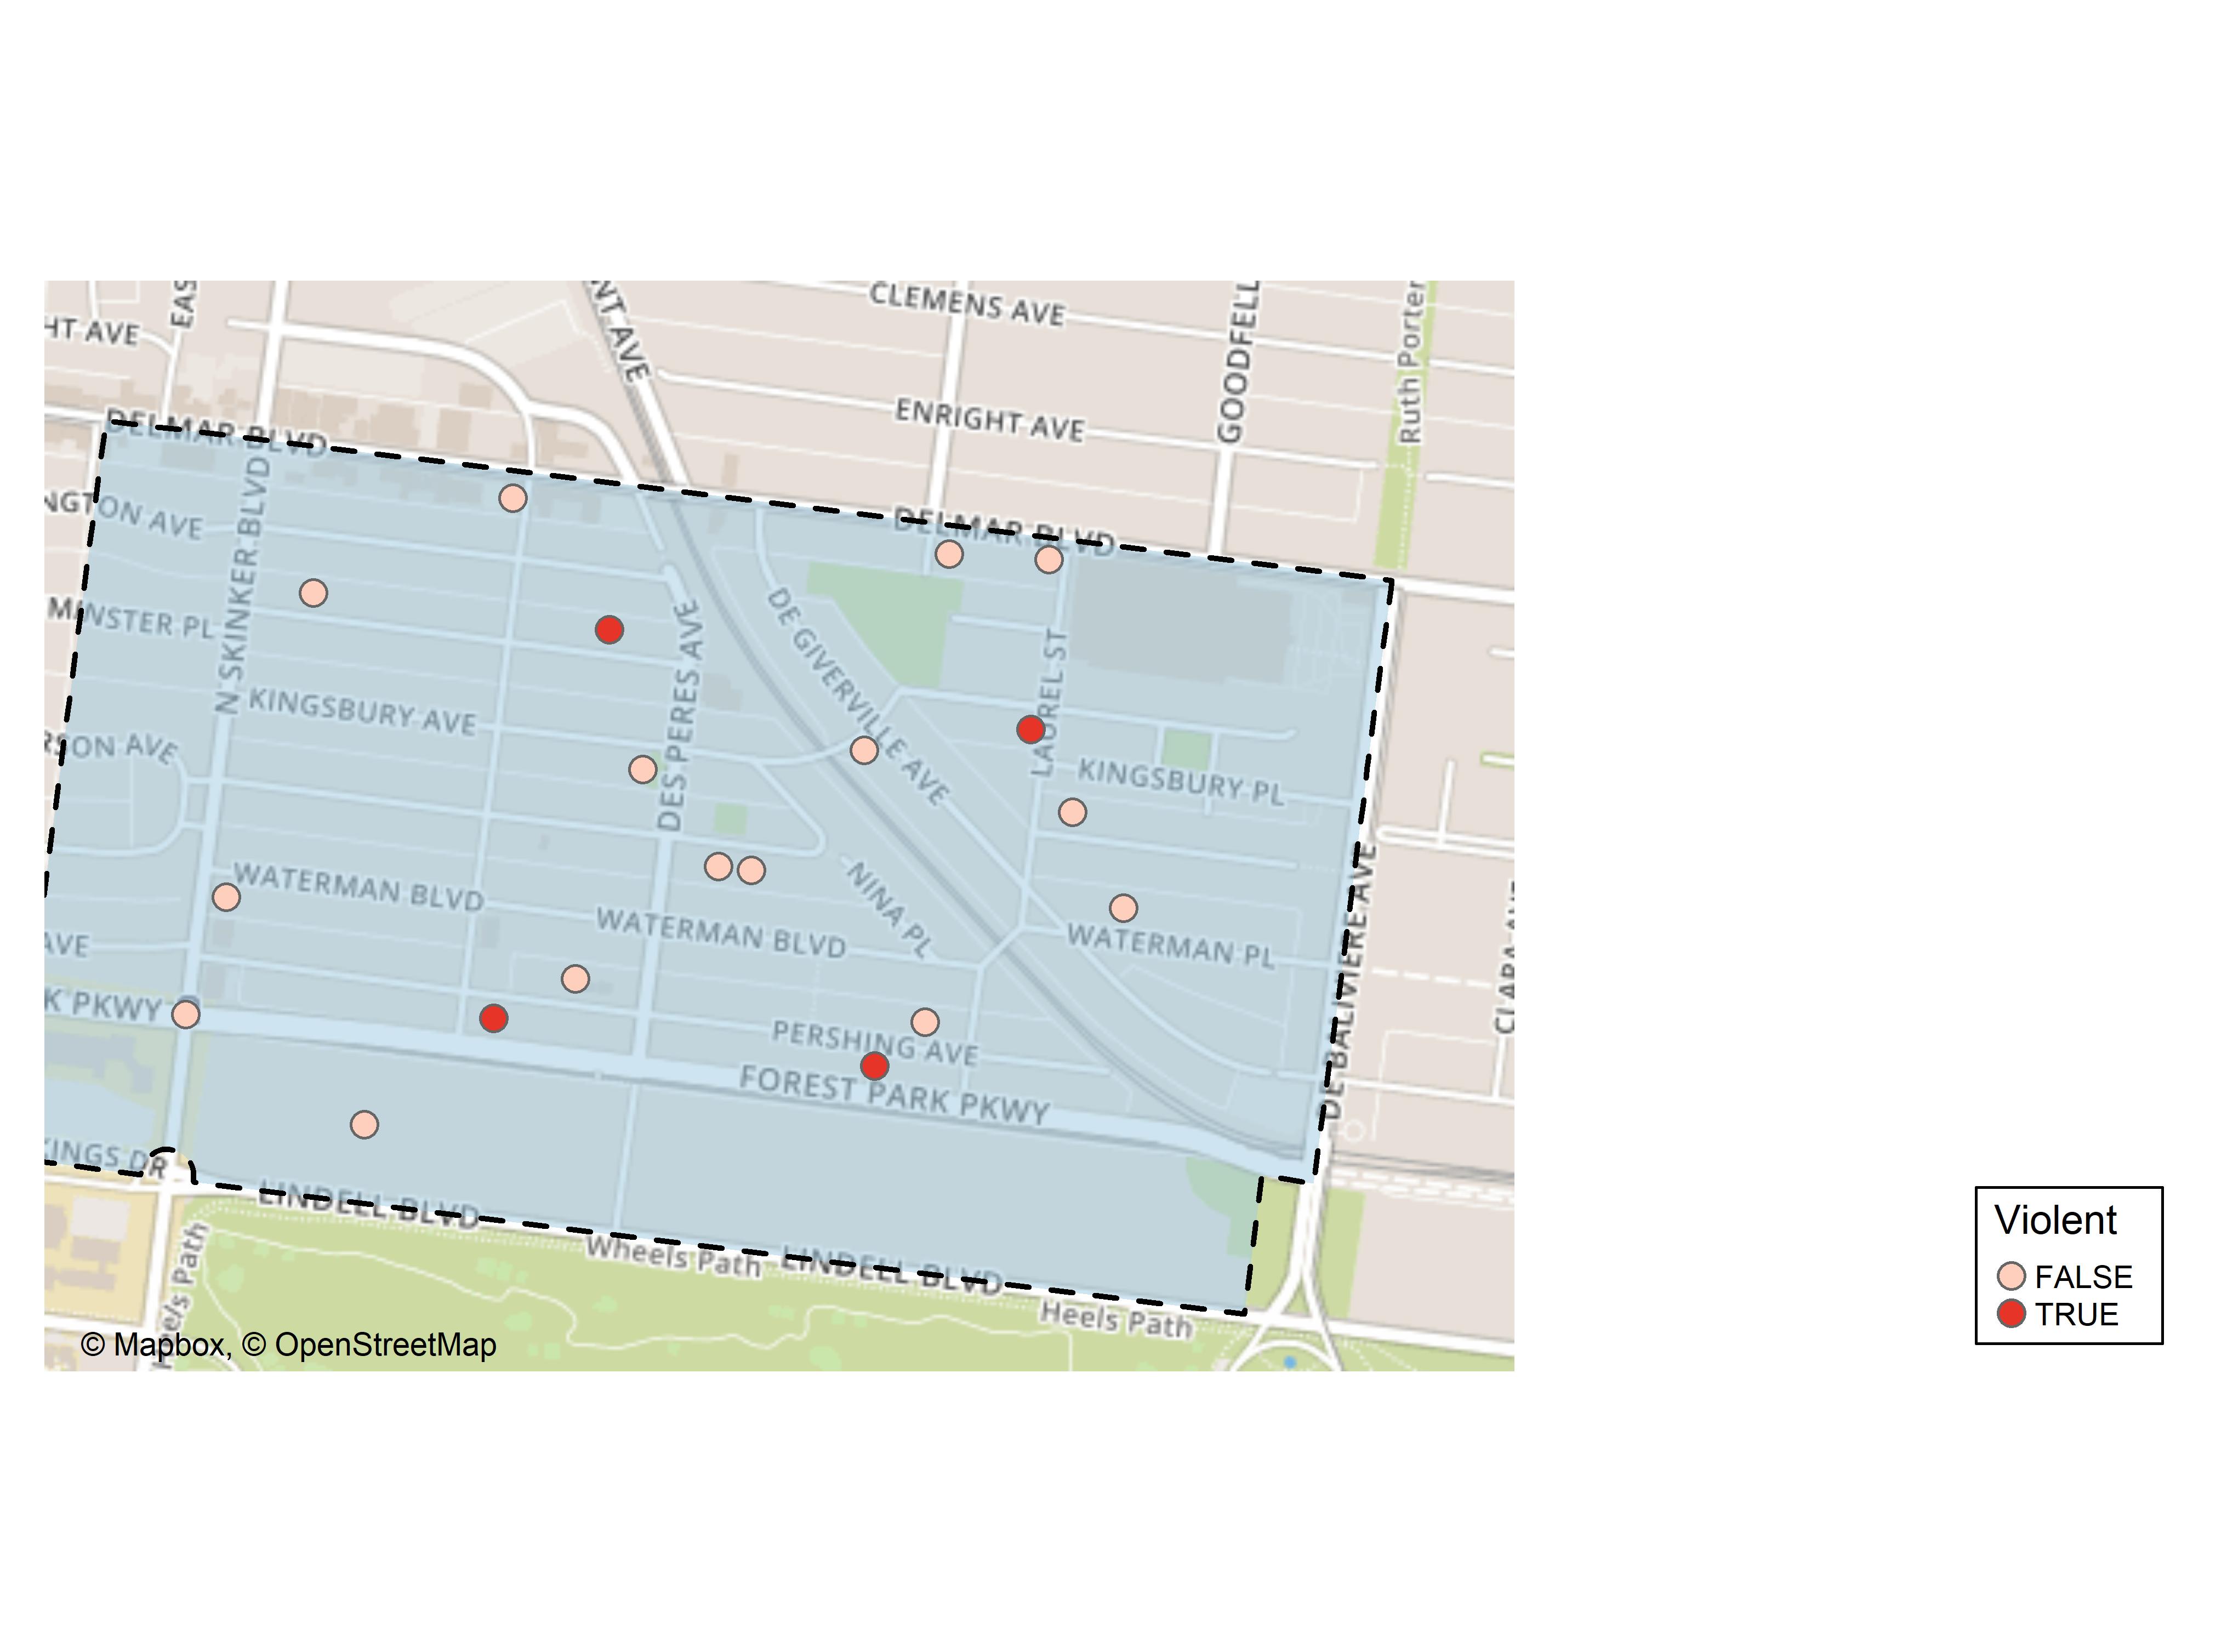 CLEMENS AVE
EAS
HT AVE
NT AVE
GOODFELL
Ruth Porter
ENRIGHT AVE
DELMAR BLVD
NGTON AVE
N SKINKER BLVD
DELMAR BLVD
MINSTER PL
DES PERES AVE
DE GIVERVILLE AVE
LAUREL ST
KINGSBURY AVE
RSON AVE
KINGSBURY PL
WATERMAN BLVD
NINA PL
WATERMAN BLVD
WATERMAN PL
DE BALIVIERE AVE
CLARA AVE
AVE
K PKWY
PERSHING AVE
FOREST PARK PKWY
KINGS DR
LINDELL BLVD
Wheels Path
LINDELL BLVD
Heels Path
heels Path
© Mapbox, © OpenStreetMap
Violent
FALSE
TRUE